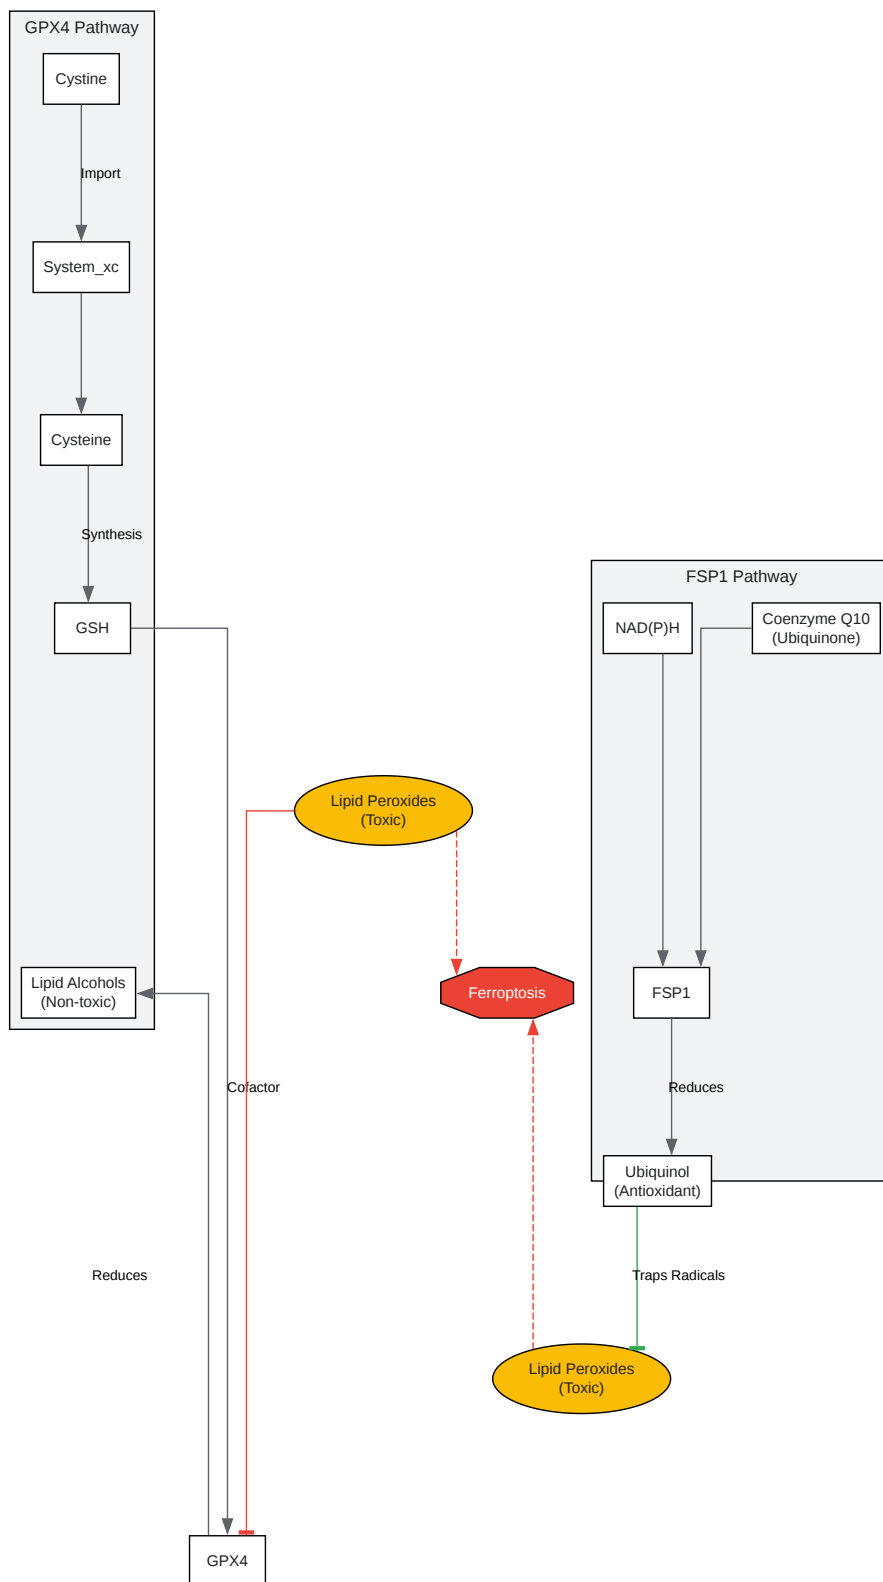 GPX4 Pathway
Cystine
Import
System_xc
Cysteine
Synthesis
FSP1 Pathway
GSH
NAD(P)H
Coenzyme Q10
(Ubiquinone)
Lipid Peroxides
(Toxic)
Lipid Alcohols
(Non-toxic)
Ferroptosis
FSP1
Cofactor
Reduces
Ubiquinol
(Antioxidant)
Reduces
Traps Radicals
Lipid Peroxides
(Toxic)
GPX4